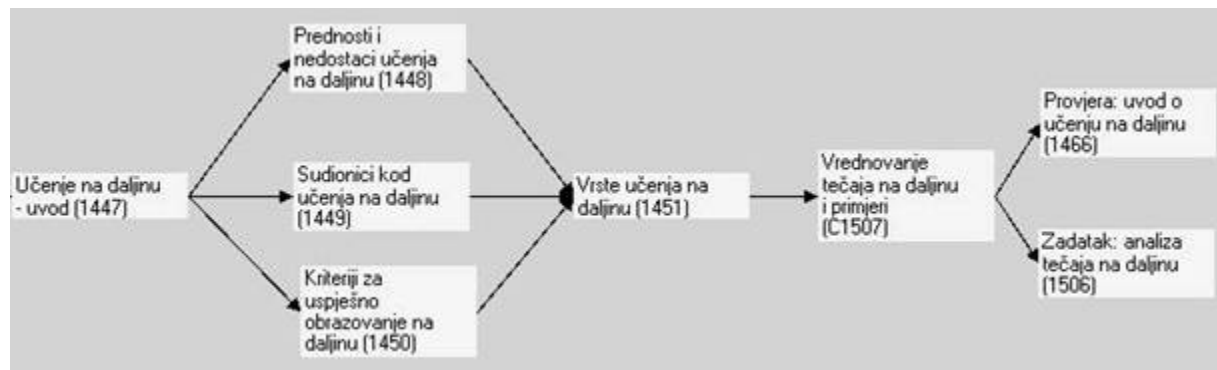 Učenje na daljinu
- uvod (1447)
Prednosti i
nedostaci učenja
na daljinu (1448)
Sudionici kod
učenja na daljinu
(1449)
Kriteriji za
uspješno
obrazovanje na
daljinu (1450)
Vrste učenja na
daljinu (1451)
Vrednovanje
tečaja na daljinu
i primjeri
(C1507)
Provjera: uvod o
učenju na daljinu
(1466)
Zadatak: analiza
tečaja na daljinu
(1506)